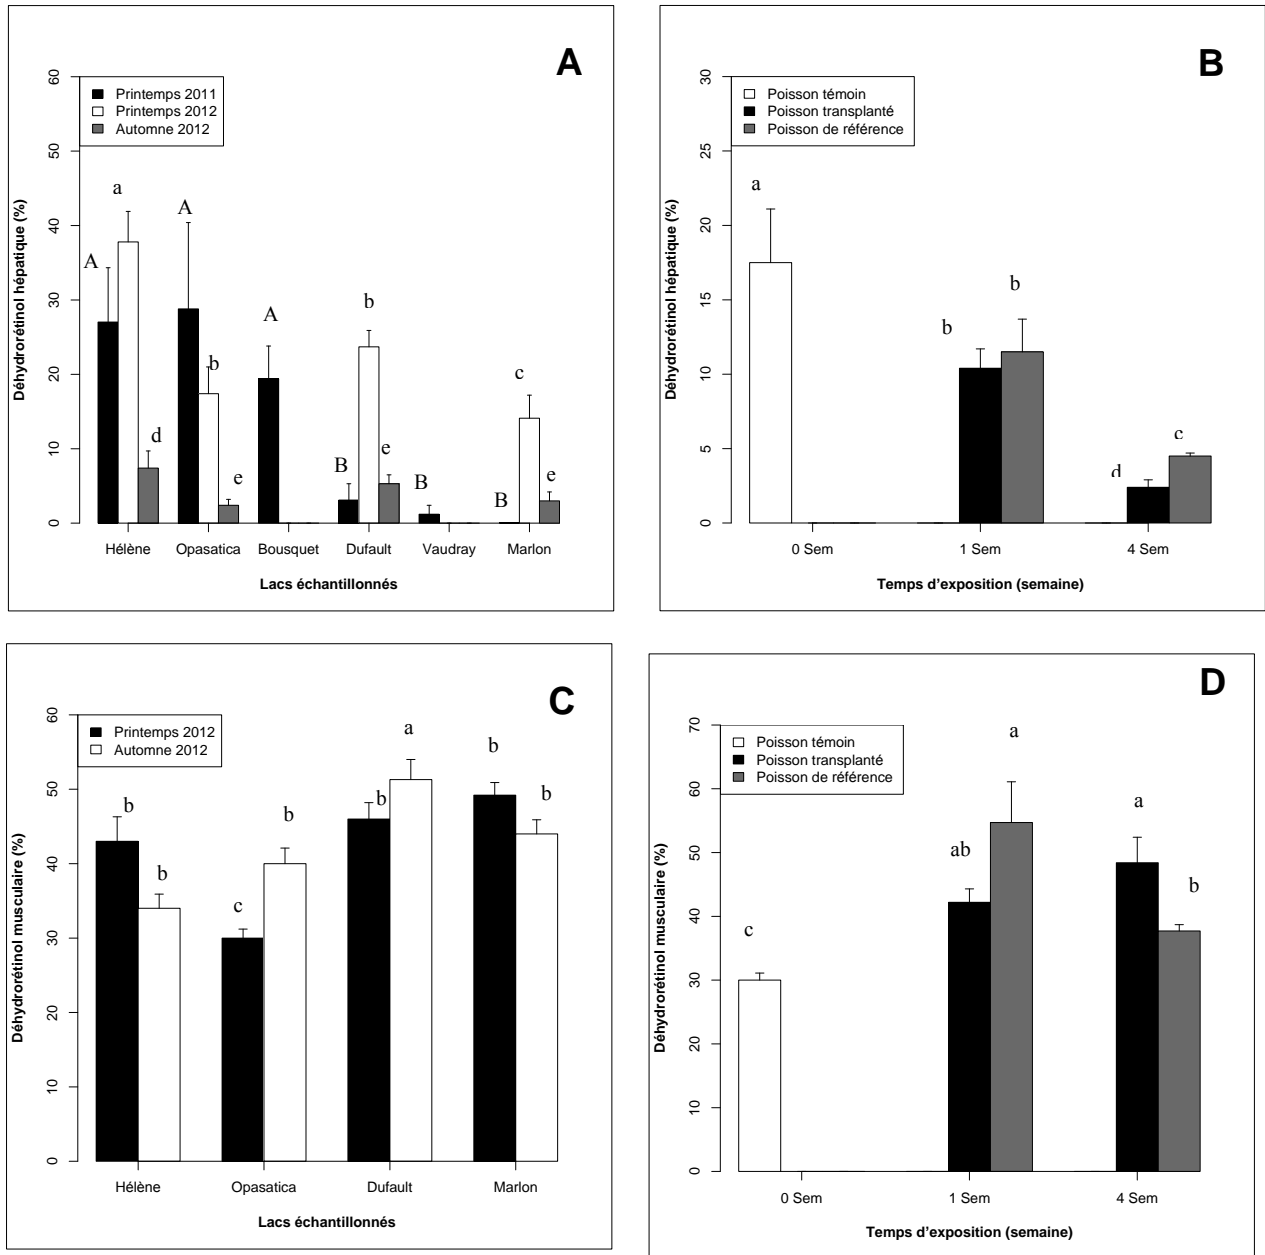 A
Printemps 2011
Printemps 2012
Automne 2012
Déhydrorétinol hépatique (%)
0
10
20
30
40
50
60
A
a
d
A
b
e
A
B
b
e
B
B
c
e
Hélène
Opasatica
Bousquet
Dufault
Vaudray
Marlon
Lacs échantillonnés
B
Poisson témoin
Poisson transplanté
Poisson de référence
Déhydrorétinol hépatique (%)
0
5
10
15
20
25
30
a
b
b
d
c
0 Sem
1 Sem
4 Sem
Temps d'exposition (semaine)
C
Printemps 2012
Automne 2012
Déhydrorétinol musculaire (%)
0
10
20
30
40
50
60
b
b
c
b
b
a
b
b
Hélène
Opasatica
Dufault
Marlon
Lacs échantillonnés
D
Poisson témoin
Poisson transplanté
Poisson de référence
Déhydrorétinol musculaire (%)
0
10
20
30
40
50
60
70
c
ab
a
a
b
0 Sem
1 Sem
4 Sem
Temps d'exposition (semaine)